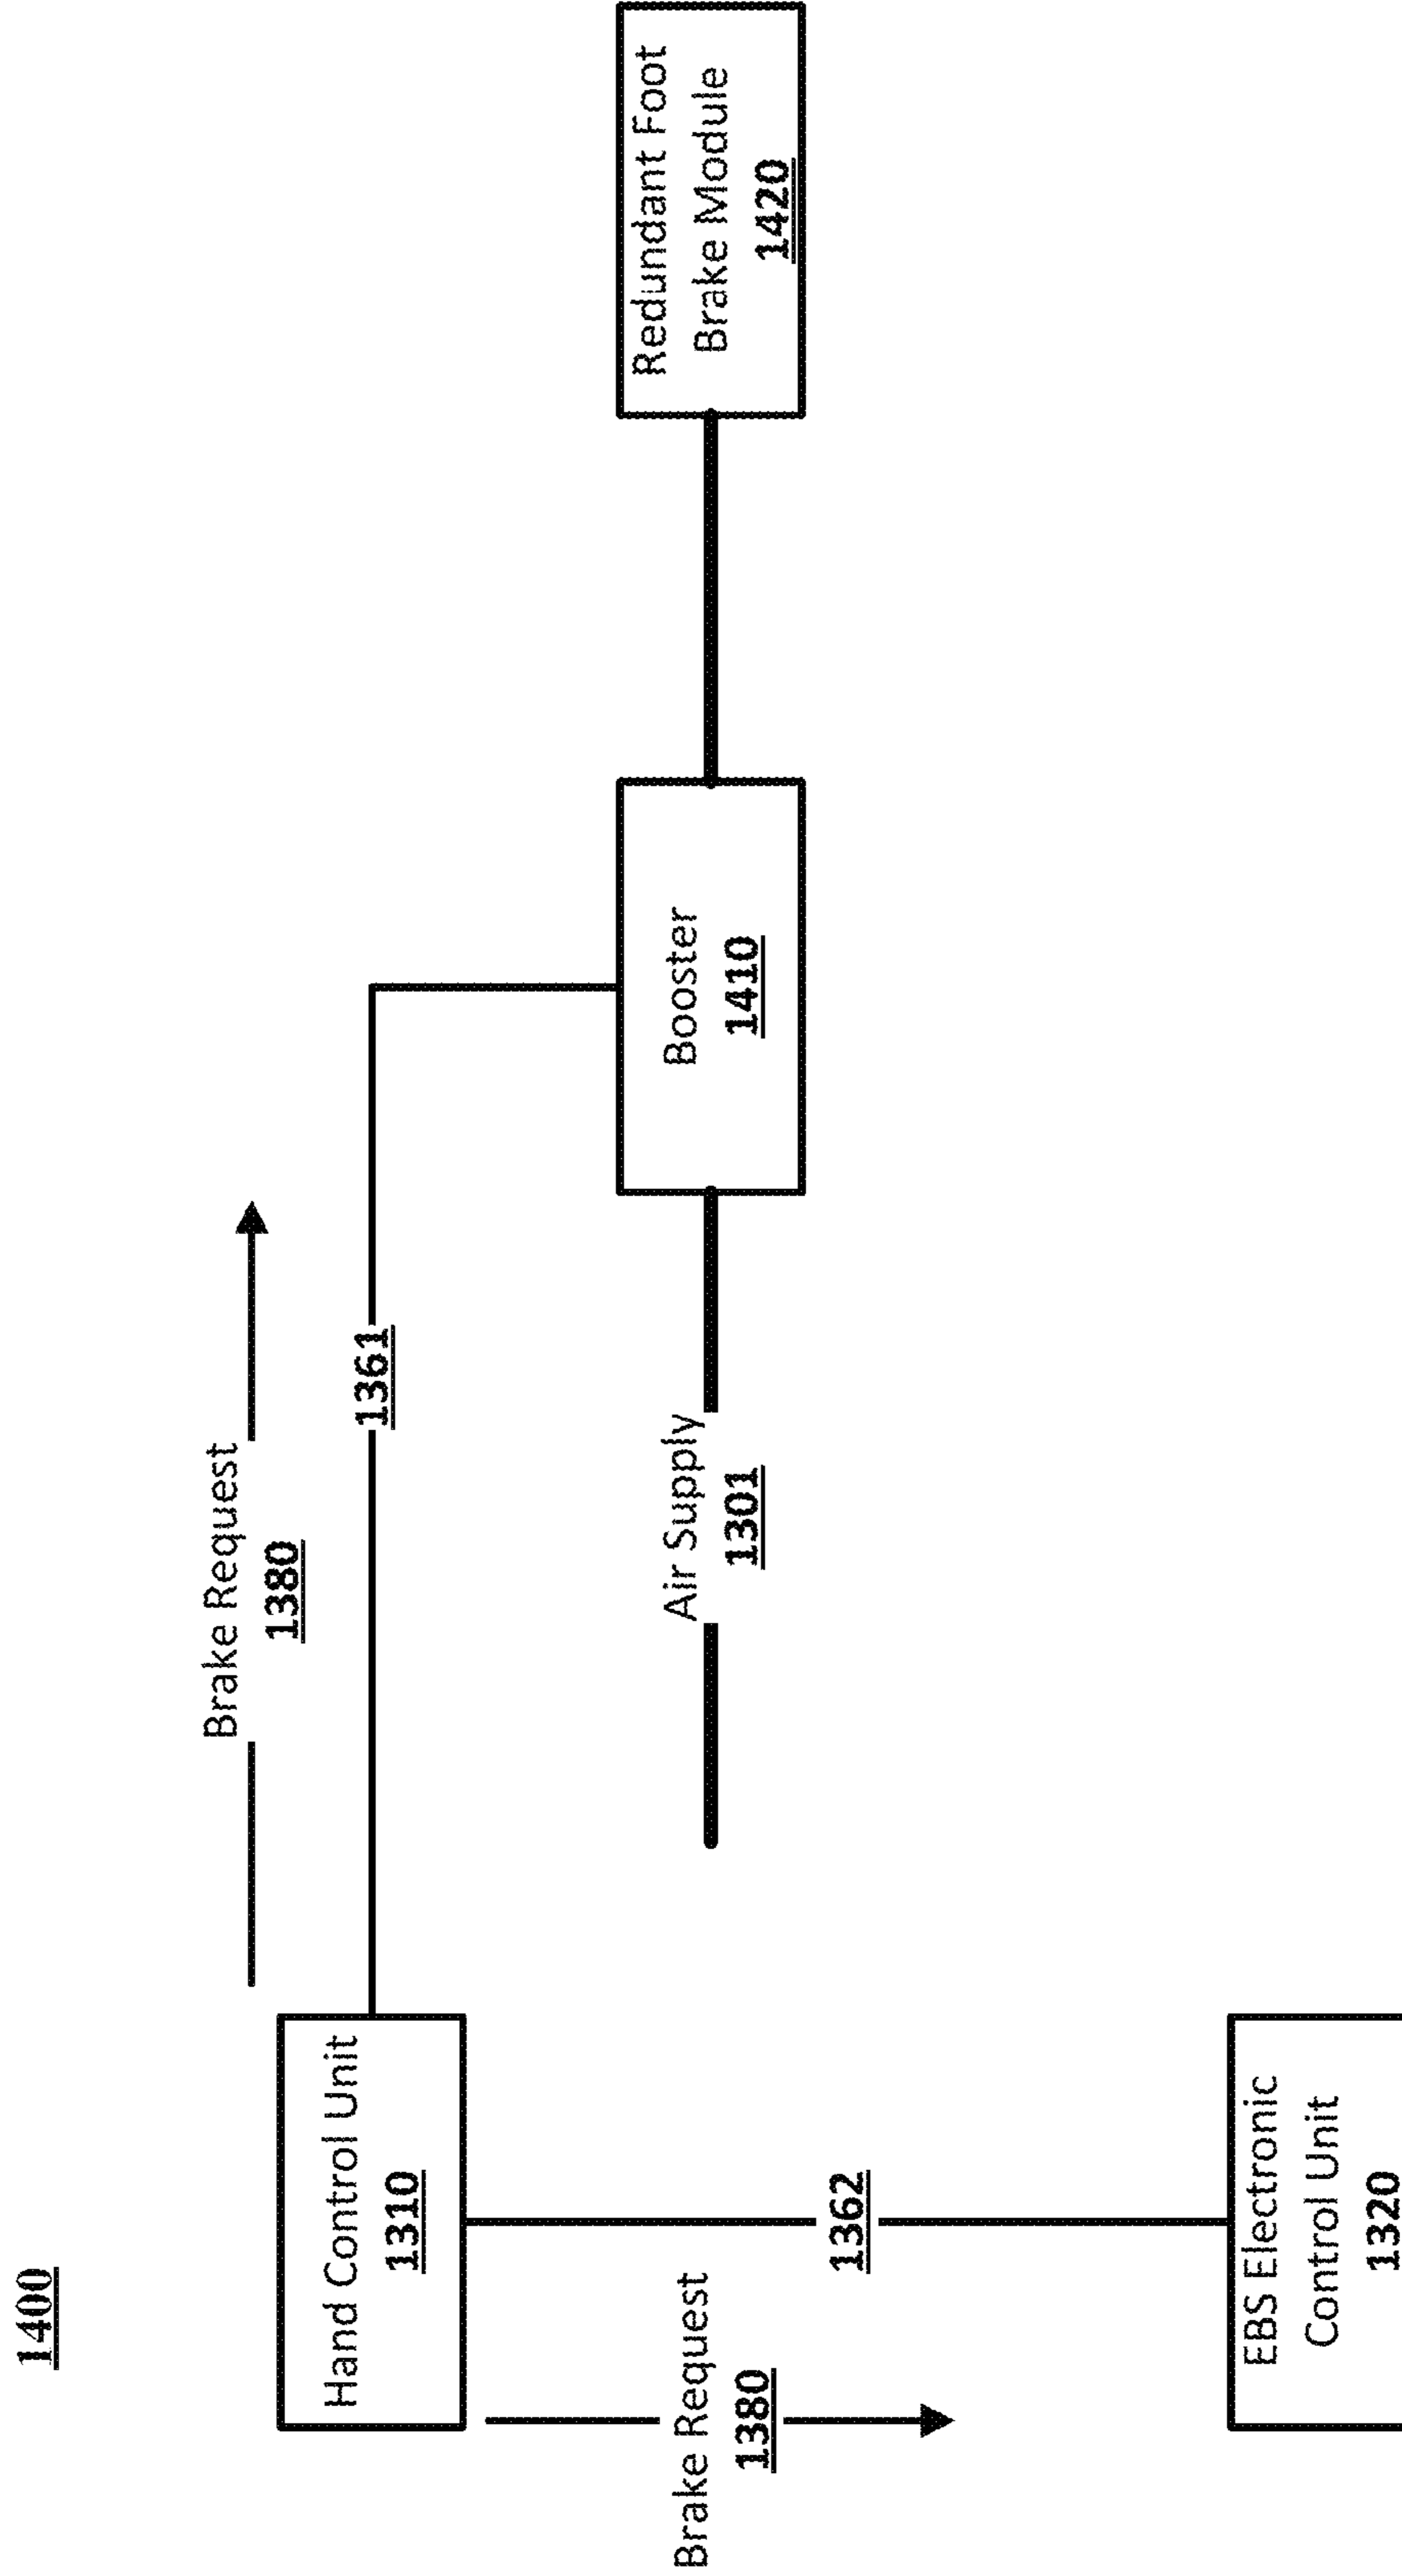 1400
Brake Request
1380
Hand Control Unit
1310
1361
Brake Request
1380
Air Supply
1301
Booster
1410
Redundant Foot
Brake Module
1420
1362
EBS Electronic
Control Unit
1320